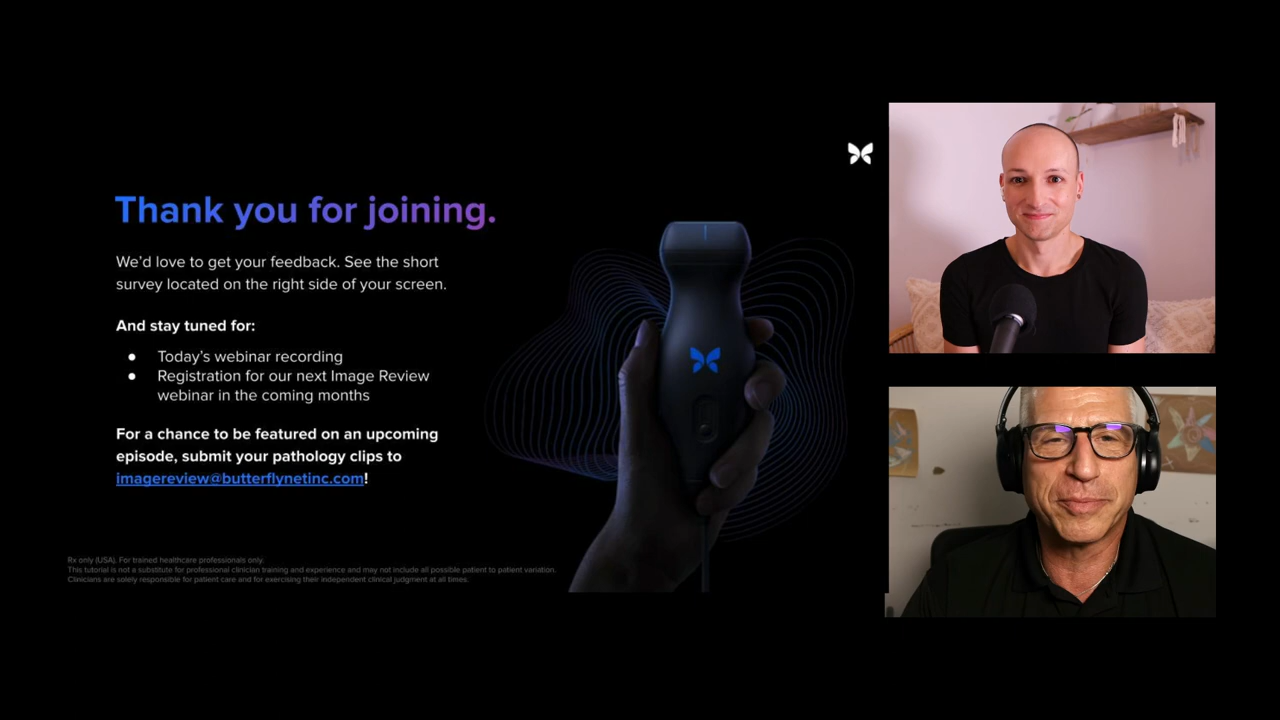 Thank you for joining.
We'd love to get your feedback. See the short
survey located on the right side of your screen.
And stay tuned for:
● Today's webinar recording
● Registration for our next Image Review
webinar in the coming months
For a chance to be featured on an upcoming
episode, submit your pathology clips to
imagereview@butterflynetinc.com!
Rx only (USA). For trained healthcare professionals only.
This tutorial is not a substitute for professional clinician training and experience and may not include all possible patient to patient variation.
Clinicians are solely responsible for patient care and for exercising their independent clinical judgment at all times.